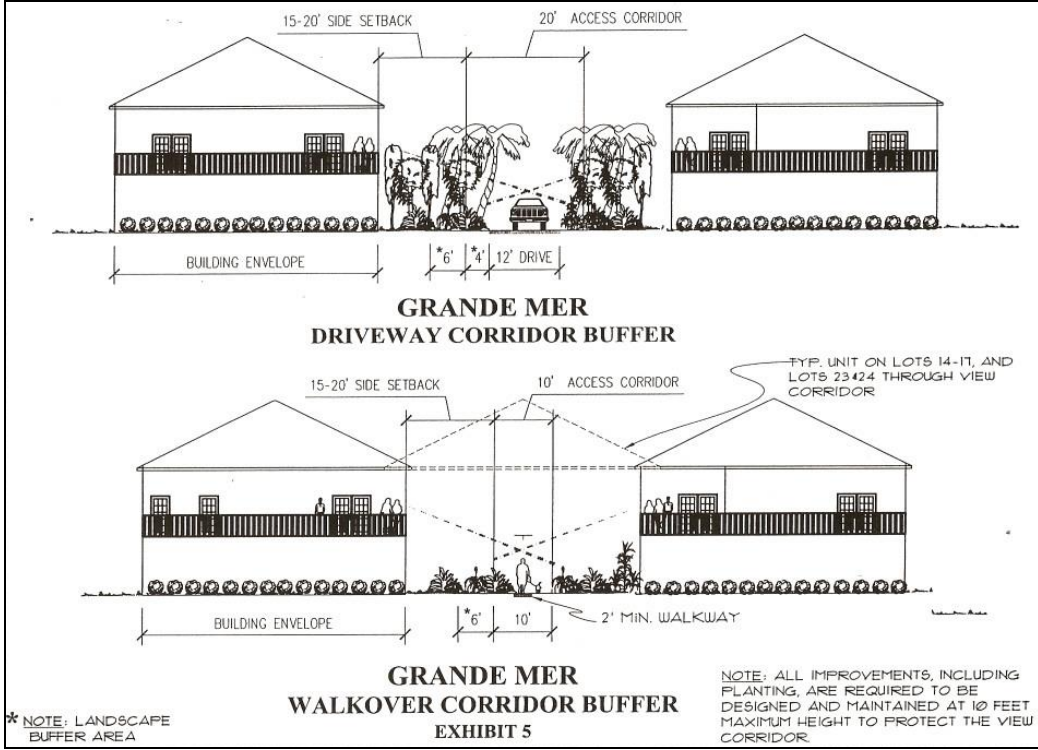 15-20' SIDE SETBACK
20' ACCESS CORRIDOR
BUILDING ENVELOPE
*6'
*4'
12' DRIVE
GRANDE MER
DRIVEWAY CORRIDOR BUFFER
TYP. UNIT ON LOTS 14-17, AND
LOTS 23&24 THROUGH VIEW
CORRIDOR
15-20' SIDE SETBACK
10' ACCESS CORRIDOR
BUILDING ENVELOPE
*6'
10'
2' MIN. WALKWAY
GRANDE MER
WALKOVER CORRIDOR BUFFER
EXHIBIT 5
* NOTE: LANDSCAPE
BUFFER AREA
NOTE: ALL IMPROVEMENTS, INCLUDING
PLANTING, ARE REQUIRED TO BE
DESIGNED AND MAINTAINED AT 10 FEET
MAXIMUM HEIGHT TO PROTECT THE VIEW
CORRIDOR.